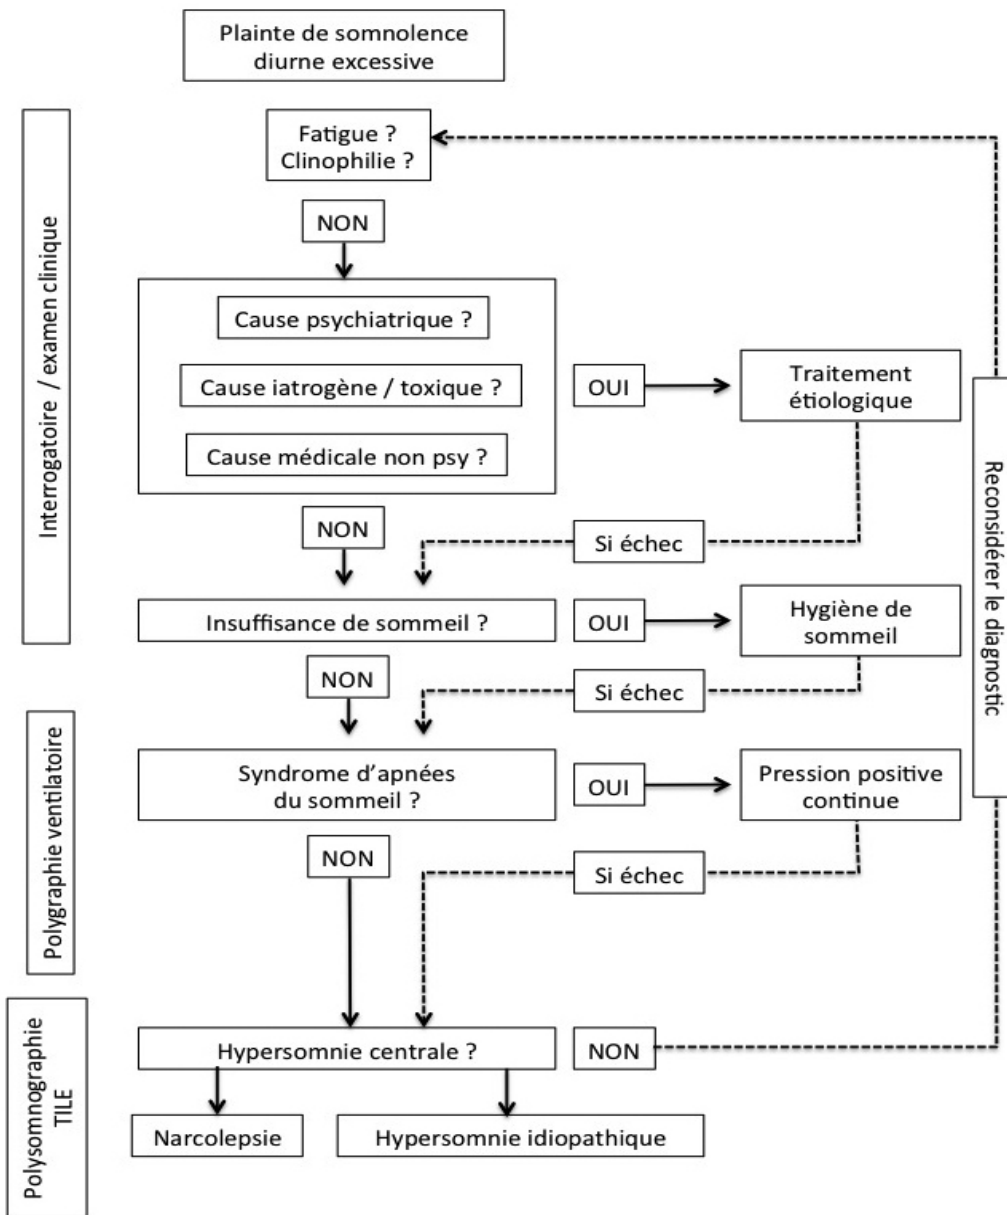 Plainte de somnolence
diurne excessive
Interrogatoire / examen clinique
Fatigue ?
Clinophilie ?
NON
Cause psychiatrique ?
Cause iatrogène / toxique ?
Cause médicale non psy ?
OUI
Traitement
étiologique
Reconsidérer le diagnostic
NON
Si échec
Insuffisance de sommeil ?
OUI
Hygiène de
sommeil
NON
Si échec
Polygraphie ventilatoire
Syndrome d'apnées
du sommeil ?
OUI
Pression positive
continue
NON
Si échec
Polysomnographie
TILE
Hypersomnie centrale ?
NON
Narcolepsie
Hypersomnie idiopathique